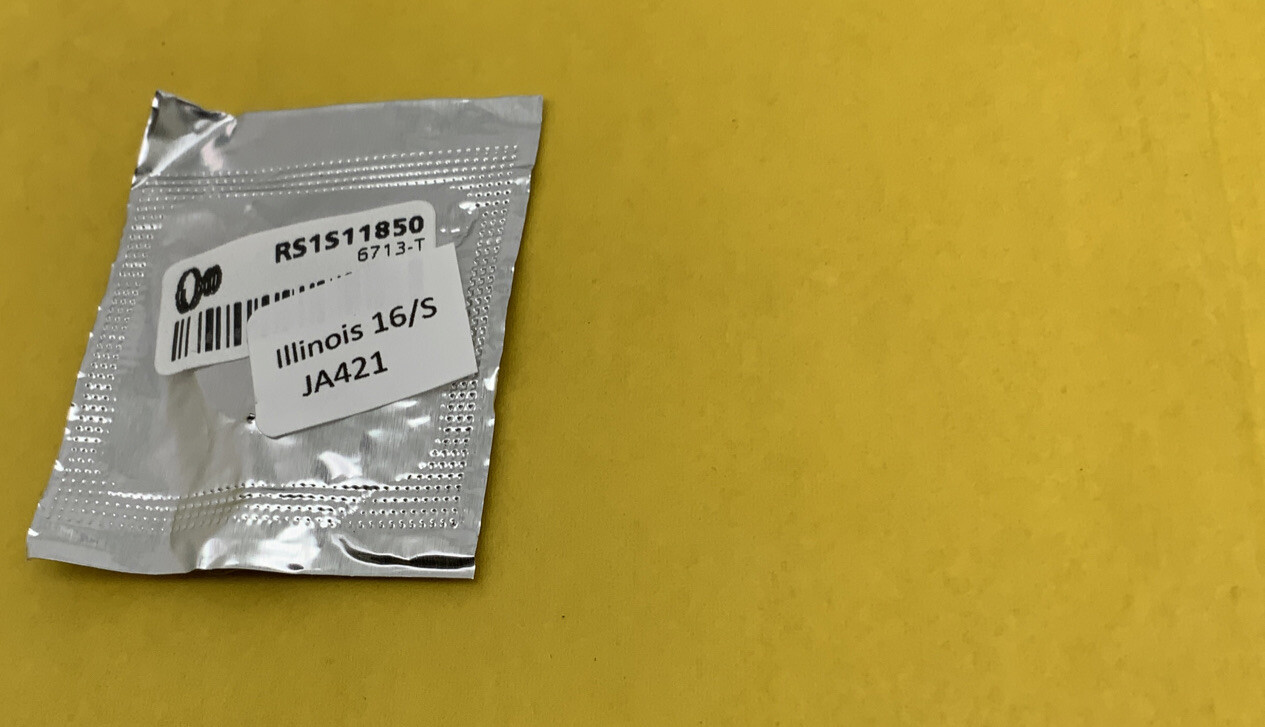 RS1S11850
6713-T
Illinois 16/S
JA421